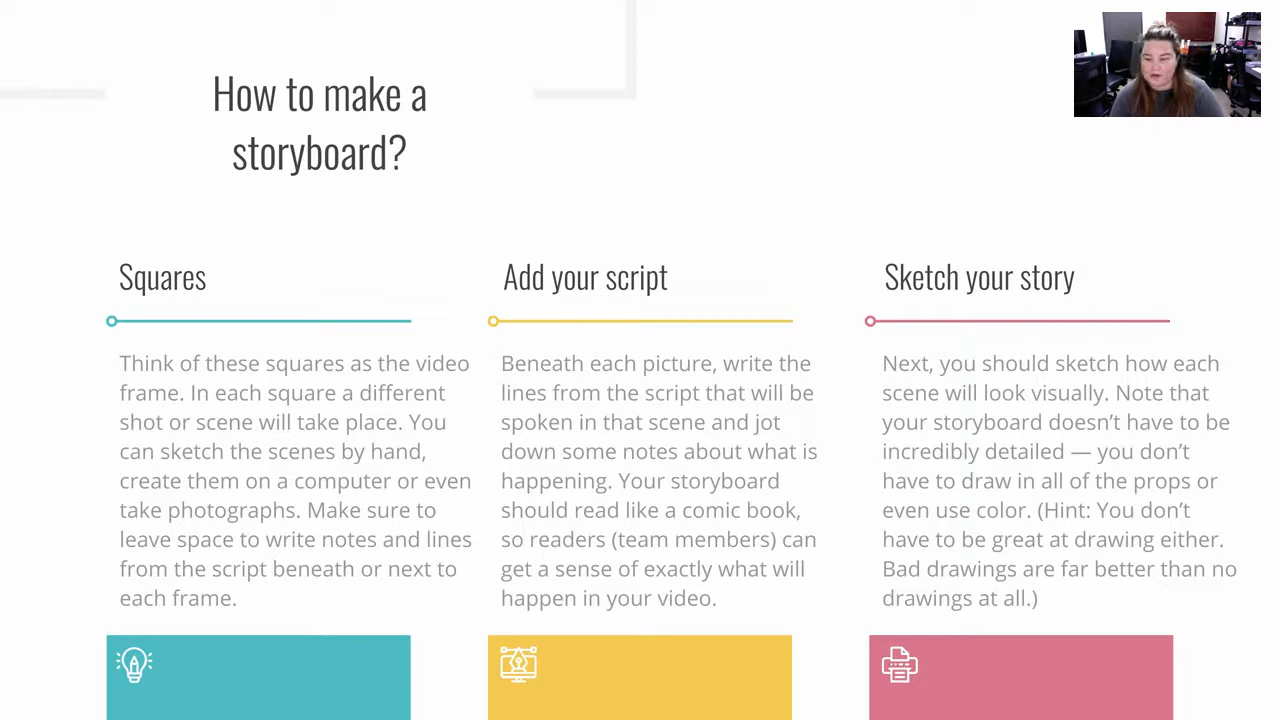 How to make a
storyboard?
Squares
Think of these squares as the video
frame. In each square a different
shot or scene will take place. You
can sketch the scenes by hand,
create them on a computer or even
take photographs. Make sure to
leave space to write notes and lines
from the script beneath or next to
each frame.
Add your script
Beneath each picture, write the
lines from the script that will be
spoken in that scene and jot
down some notes about what is
happening. Your storyboard
should read like a comic book,
so readers (team members) can
get a sense of exactly what will
happen in your video.
Sketch your story
Next, you should sketch how each
scene will look visually. Note that
your storyboard doesn’t have to be
incredibly detailed — you don’t
have to draw in all of the props or
even use color. (Hint: You don’t
have to be great at drawing either.
Bad drawings are far better than no
drawings at all.)